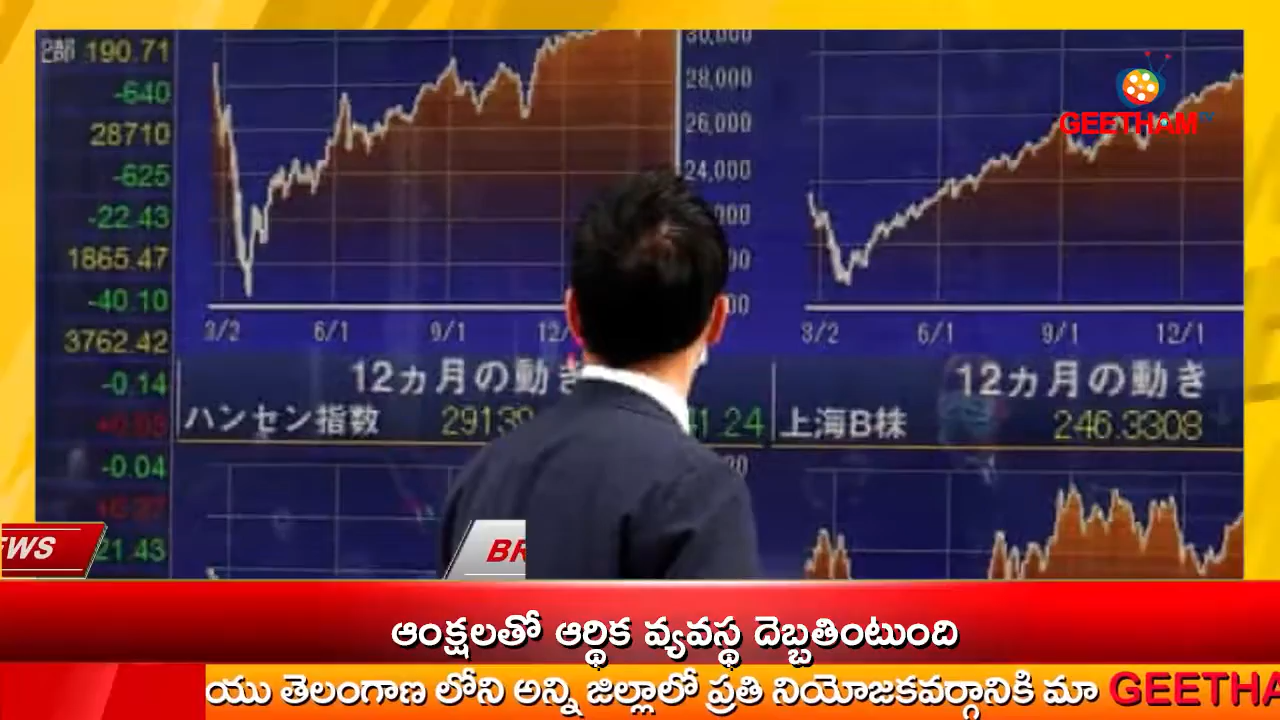 部 190.71
-640
28710
-625
-22.43
1865.47
-40.10
3762.42
-0.14
-0.04
21.43
30,000
28,000
26,000
24,000
3/2 6/1 9/1
12ヵ月の動き
ハンセン指数 29139
GEETHAM TV
3/2 6/1 9/1 12/1
12ヵ月の動き
上海B株 246.3308
ఆంక్షలతో ఆర్థిక వ్యవస్థ దెబ్బతింటుంది
యు తెలంగాణ లోని అన్ని జిల్లాలో ప్రతి నియోజకవర్గానికి మా GEETHA